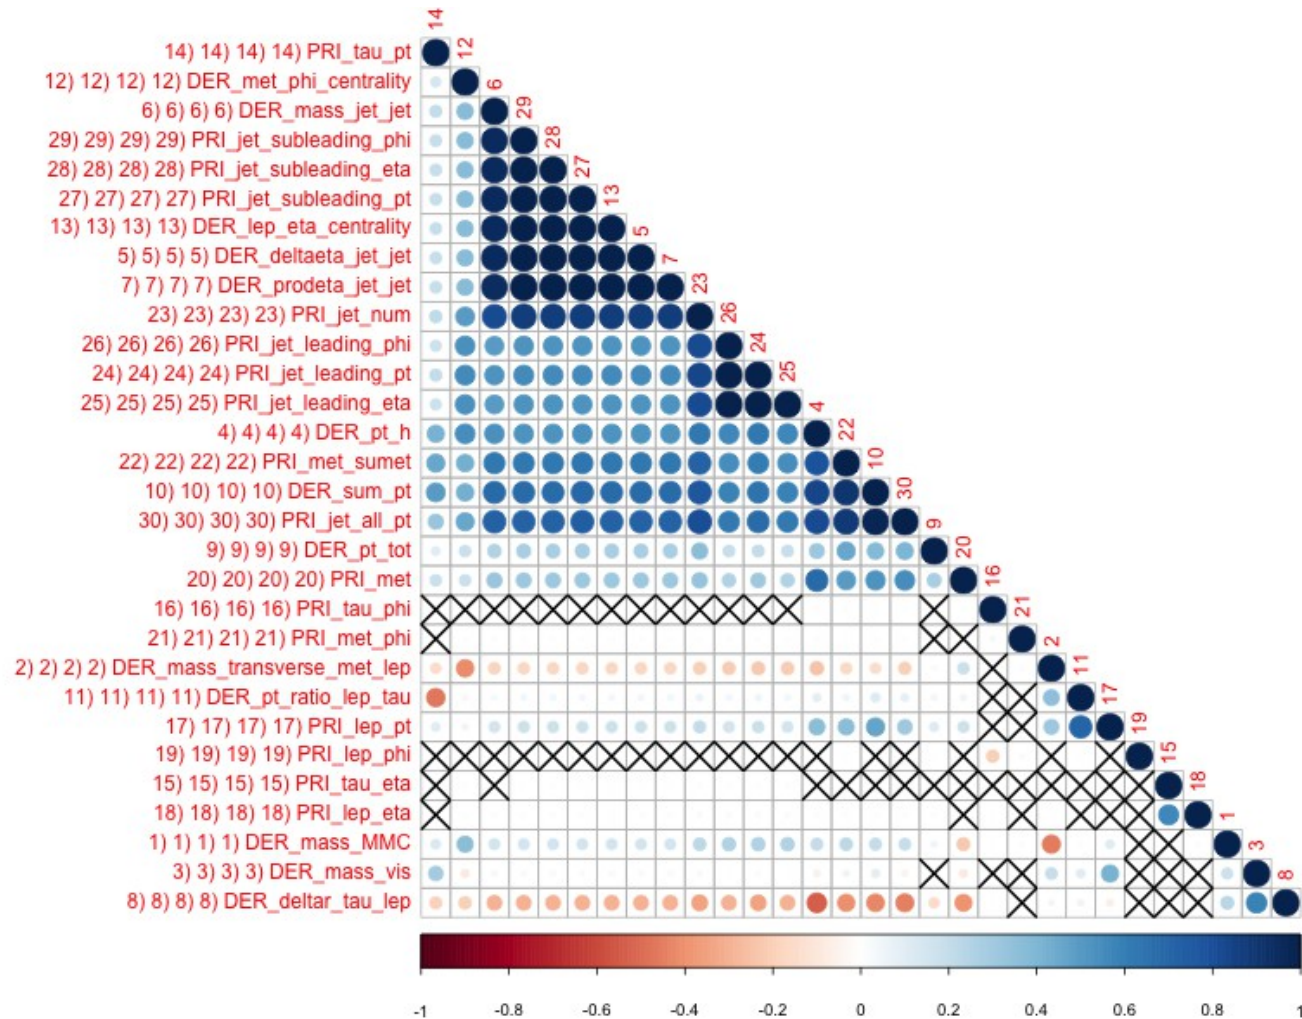 14
14) 14) 14) 14) PRI_tau_pt
12
12) 12) 12) 12) DER_met_phi_centrality
6
6) 6) 6) 6) DER_mass_jet_jet
29
29) 29) 29) 29) PRI_jet_subleading_phi
28
28) 28) 28) 28) PRI_jet_subleading_eta
27
27) 27) 27) 27) PRI_jet_subleading_pt
13
13) 13) 13) 13) DER_lep_eta_centrality
5
5) 5) 5) 5) DER_deltaeta_jet_jet
7
7) 7) 7) 7) DER_prodeta_jet_jet
23
23) 23) 23) 23) PRI_jet_num
26
26) 26) 26) 26) PRI_jet_leading_phi
24
24) 24) 24) 24) PRI_jet_leading_pt
25
25) 25) 25) 25) PRI_jet_leading_eta
4
4) 4) 4) 4) DER_pt_h
22
22) 22) 22) 22) PRI_met_sumet
10
10) 10) 10) 10) DER_sum_pt
30
30) 30) 30) 30) PRI_jet_all_pt
9
9) 9) 9) 9) DER_pt_tot
20
20) 20) 20) 20) PRI_met
16
16) 16) 16) 16) PRI_tau_phi
21
21) 21) 21) 21) PRI_met_phi
2
2) 2) 2) 2) DER_mass_transverse_met_lep
11
11) 11) 11) 11) DER_pt_ratio_lep_tau
17
17) 17) 17) 17) PRI_lep_pt
19
19) 19) 19) 19) PRI_lep_phi
15
15) 15) 15) 15) PRI_tau_eta
18
18) 18) 18) 18) PRI_lep_eta
1
1) 1) 1) 1) DER_mass_MMC
3
3) 3) 3) 3) DER_mass_vis
8
8) 8) 8) 8) DER_deltar_tau_lep
-1 -0.8 -0.6 -0.4 -0.2 0 0.2 0.4 0.6 0.8 1